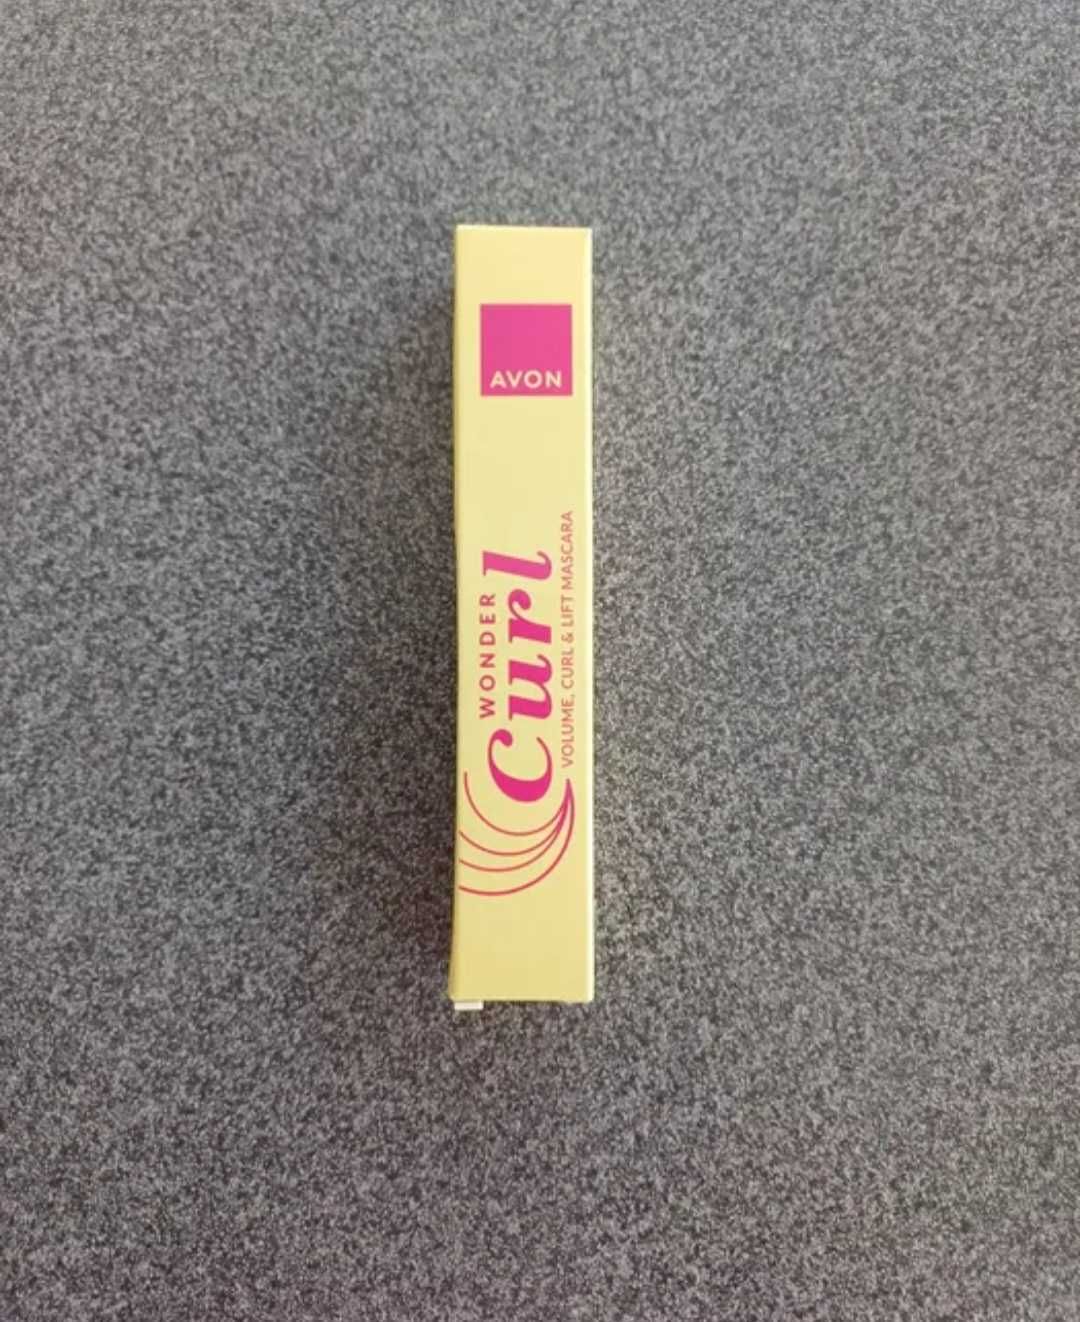 AVON
WONDER
Curl
VOLUME, CURL & LIFT MASCARA